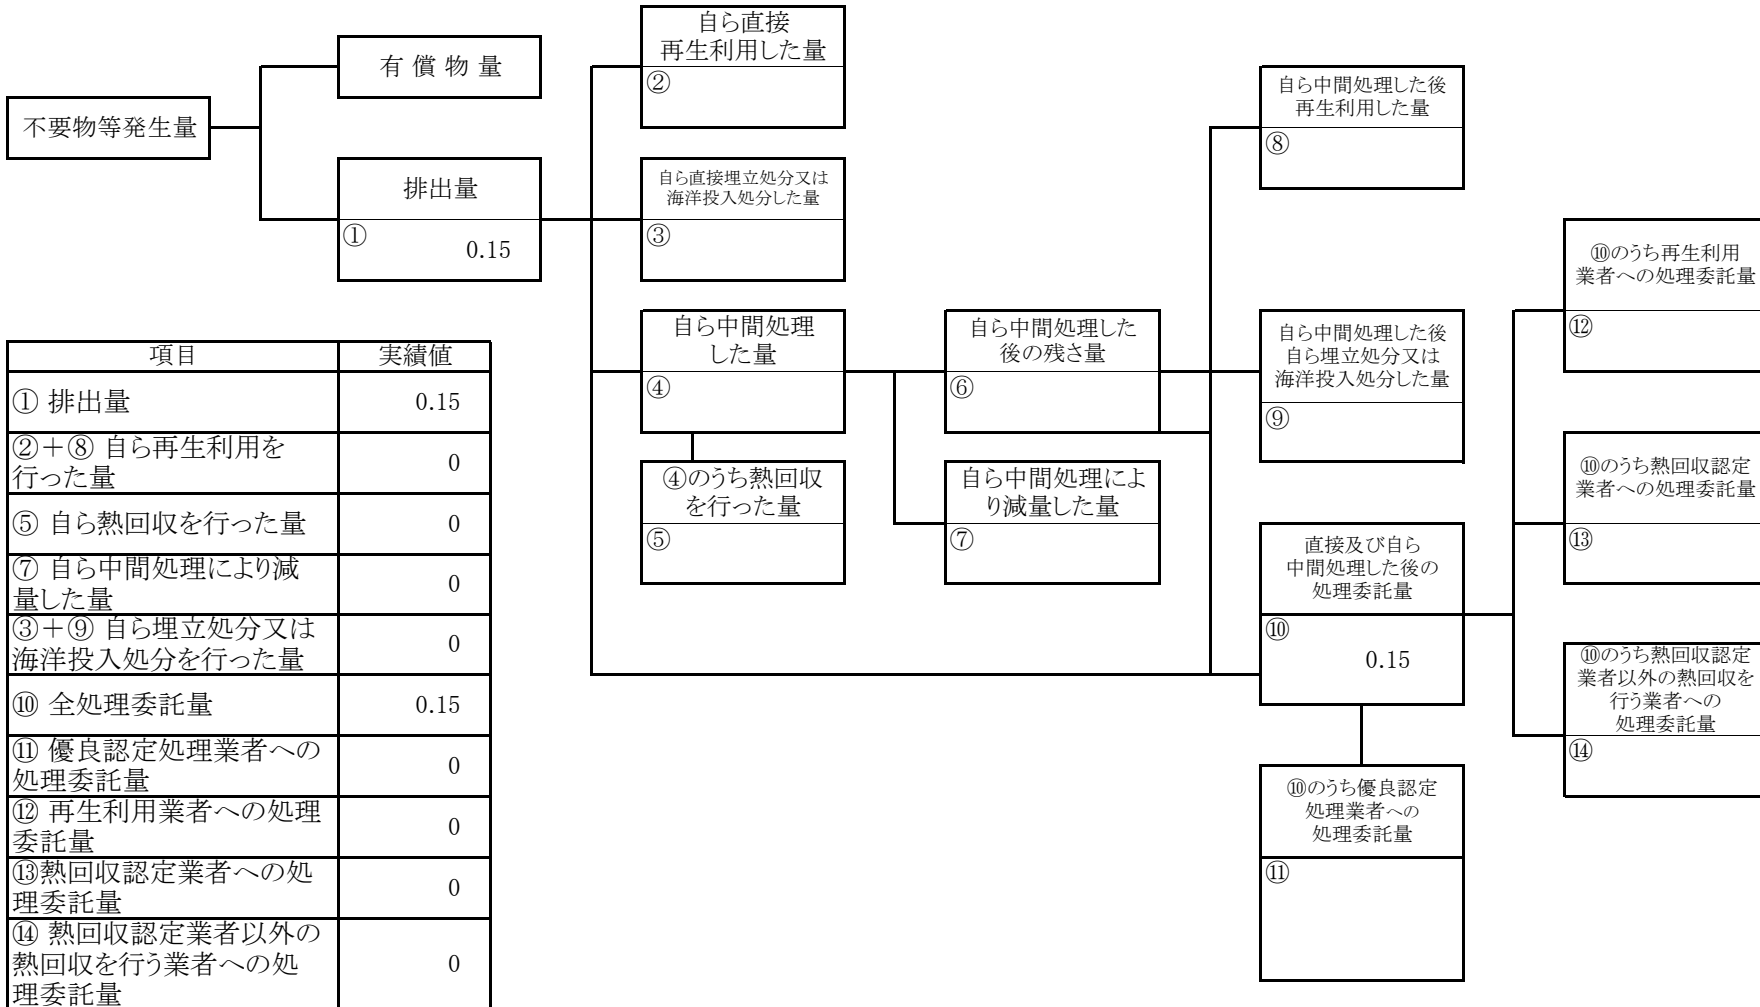 自ら直接
再生利用した量
②
有 償 物 量
不要物等発生量
排出量
①
0.15
自ら直接埋立処分又は
海洋投入処分した量
③
自ら中間処理した後
再生利用した量
⑧
⑩のうち再生利用
業者への処理委託量
⑫
自ら中間処理
した量
④
自ら中間処理した
後の残さ量
⑥
自ら中間処理した後
自ら埋立処分又は
海洋投入処分した量
⑨
④のうち熱回収
を行った量
⑤
自ら中間処理によ
り減量した量
⑦
⑩のうち熱回収認定
業者への処理委託量
⑬
直接及び自ら
中間処理した後の
処理委託量
⑩
0.15
⑩のうち熱回収認定
業者以外の熱回収を
行う業者への
処理委託量
⑭
⑩のうち優良認定
処理業者への
処理委託量
⑪
項目 実績値
① 排出量 0.15
②+⑧ 自ら再生利用を
行った量 0
⑤ 自ら熱回収を行った量 0
⑦ 自ら中間処理により減
量した量 0
③+⑨ 自ら埋立処分又は
海洋投入処分を行った量 0
⑩ 全処理委託量 0.15
⑪ 優良認定処理業者への
処理委託量 0
⑫ 再生利用業者への処理
委託量 0
⑬熱回収認定業者への処
理委託量 0
⑭ 熱回収認定業者以外の
熱回収を行う業者への処 0
理委託量